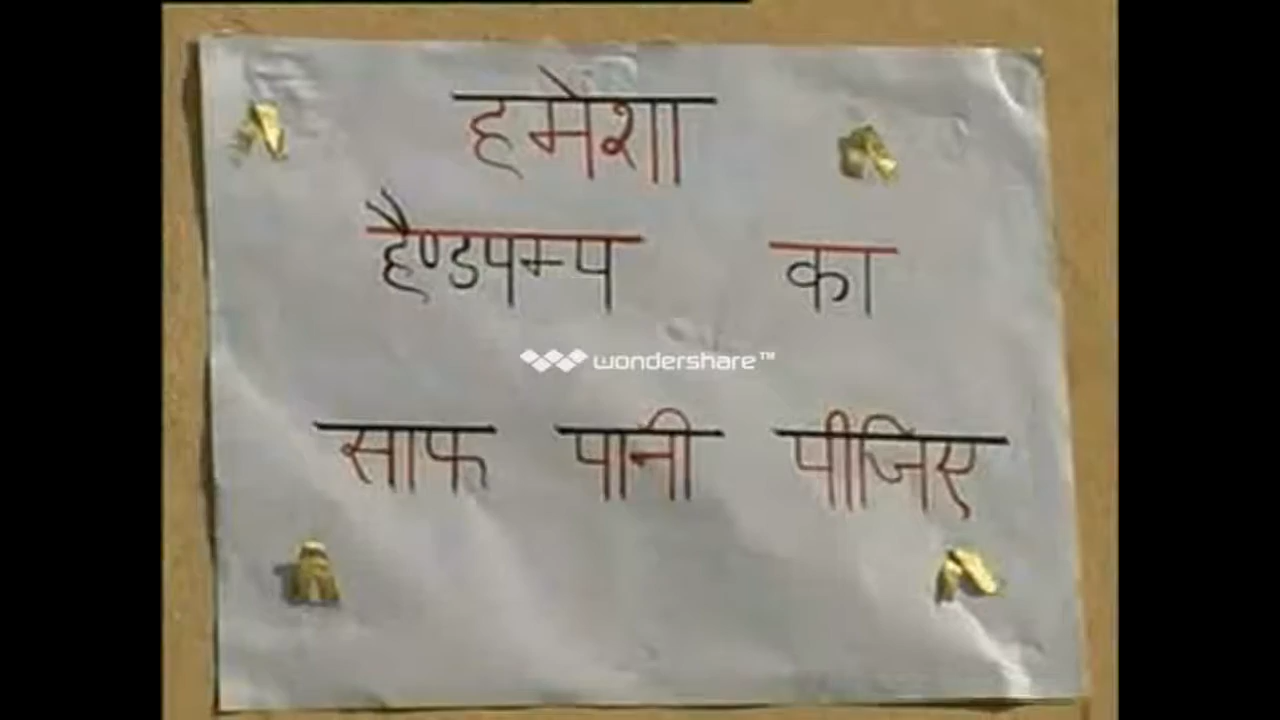 हमेशा
हैण्डपम्प का
wondershare™
साफ पानी पीजिए